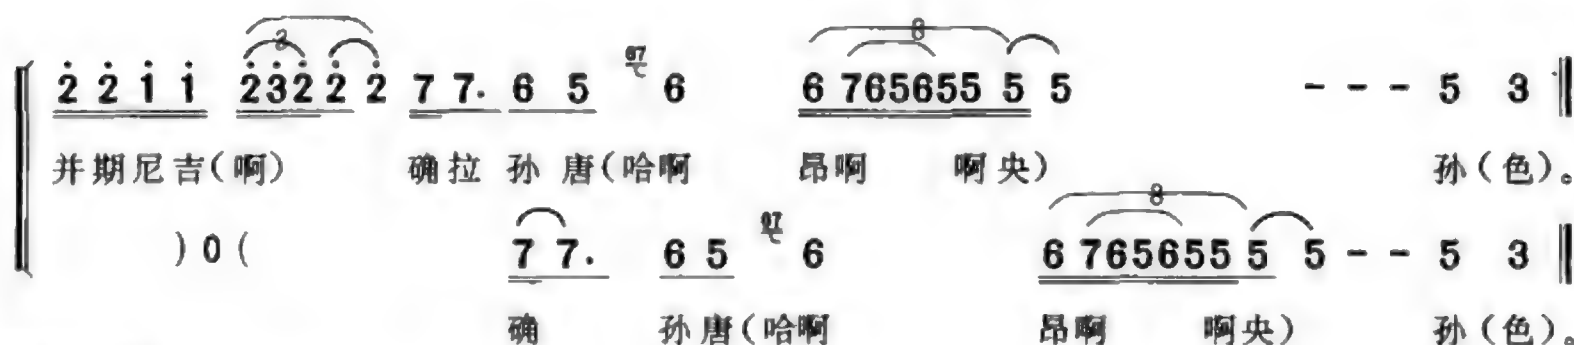 2̇ 2̇ 1̇ 1̇ 2̇3̇2̇ 2̇ 2̇ 7 7. 6 5 67 6 6 765655 5 5 - - - 5 3
并期尼吉(啊) 确拉 孙 唐(哈啊 昂啊 啊央) 孙(色)。
)0( 7 7. 6 5 67 6 6 765655 5 5 - - 5 3
确 孙唐(哈啊 昂啊 啊央) 孙(色)。